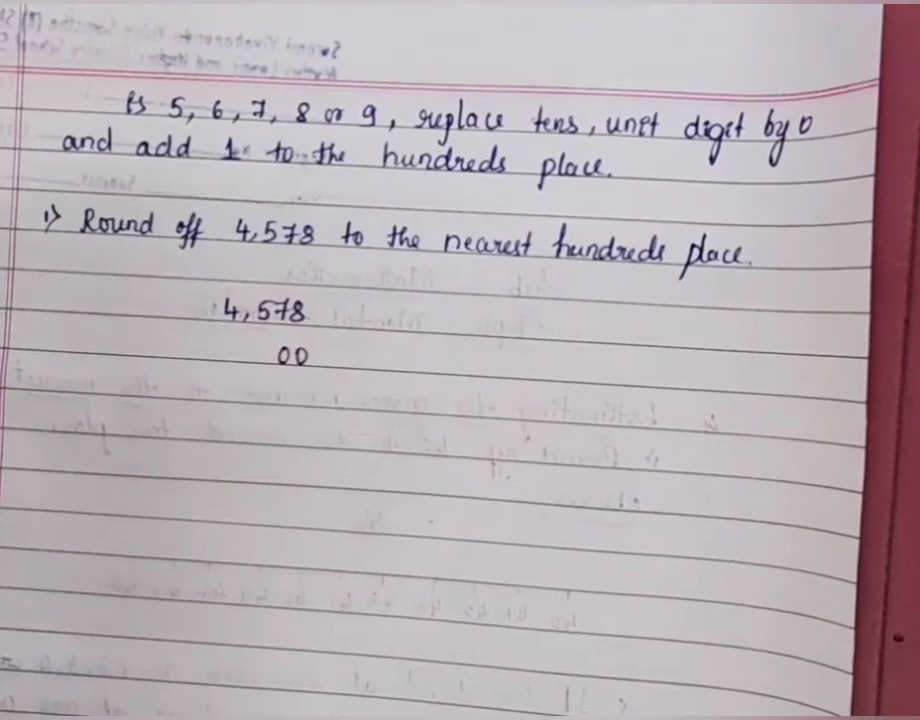 is 5, 6, 7, 8 or 9, replace tens, unit digit by 0
and add 1 to the hundreds place.
1> Round off 4,578 to the nearest hundreds place.
4,578
00